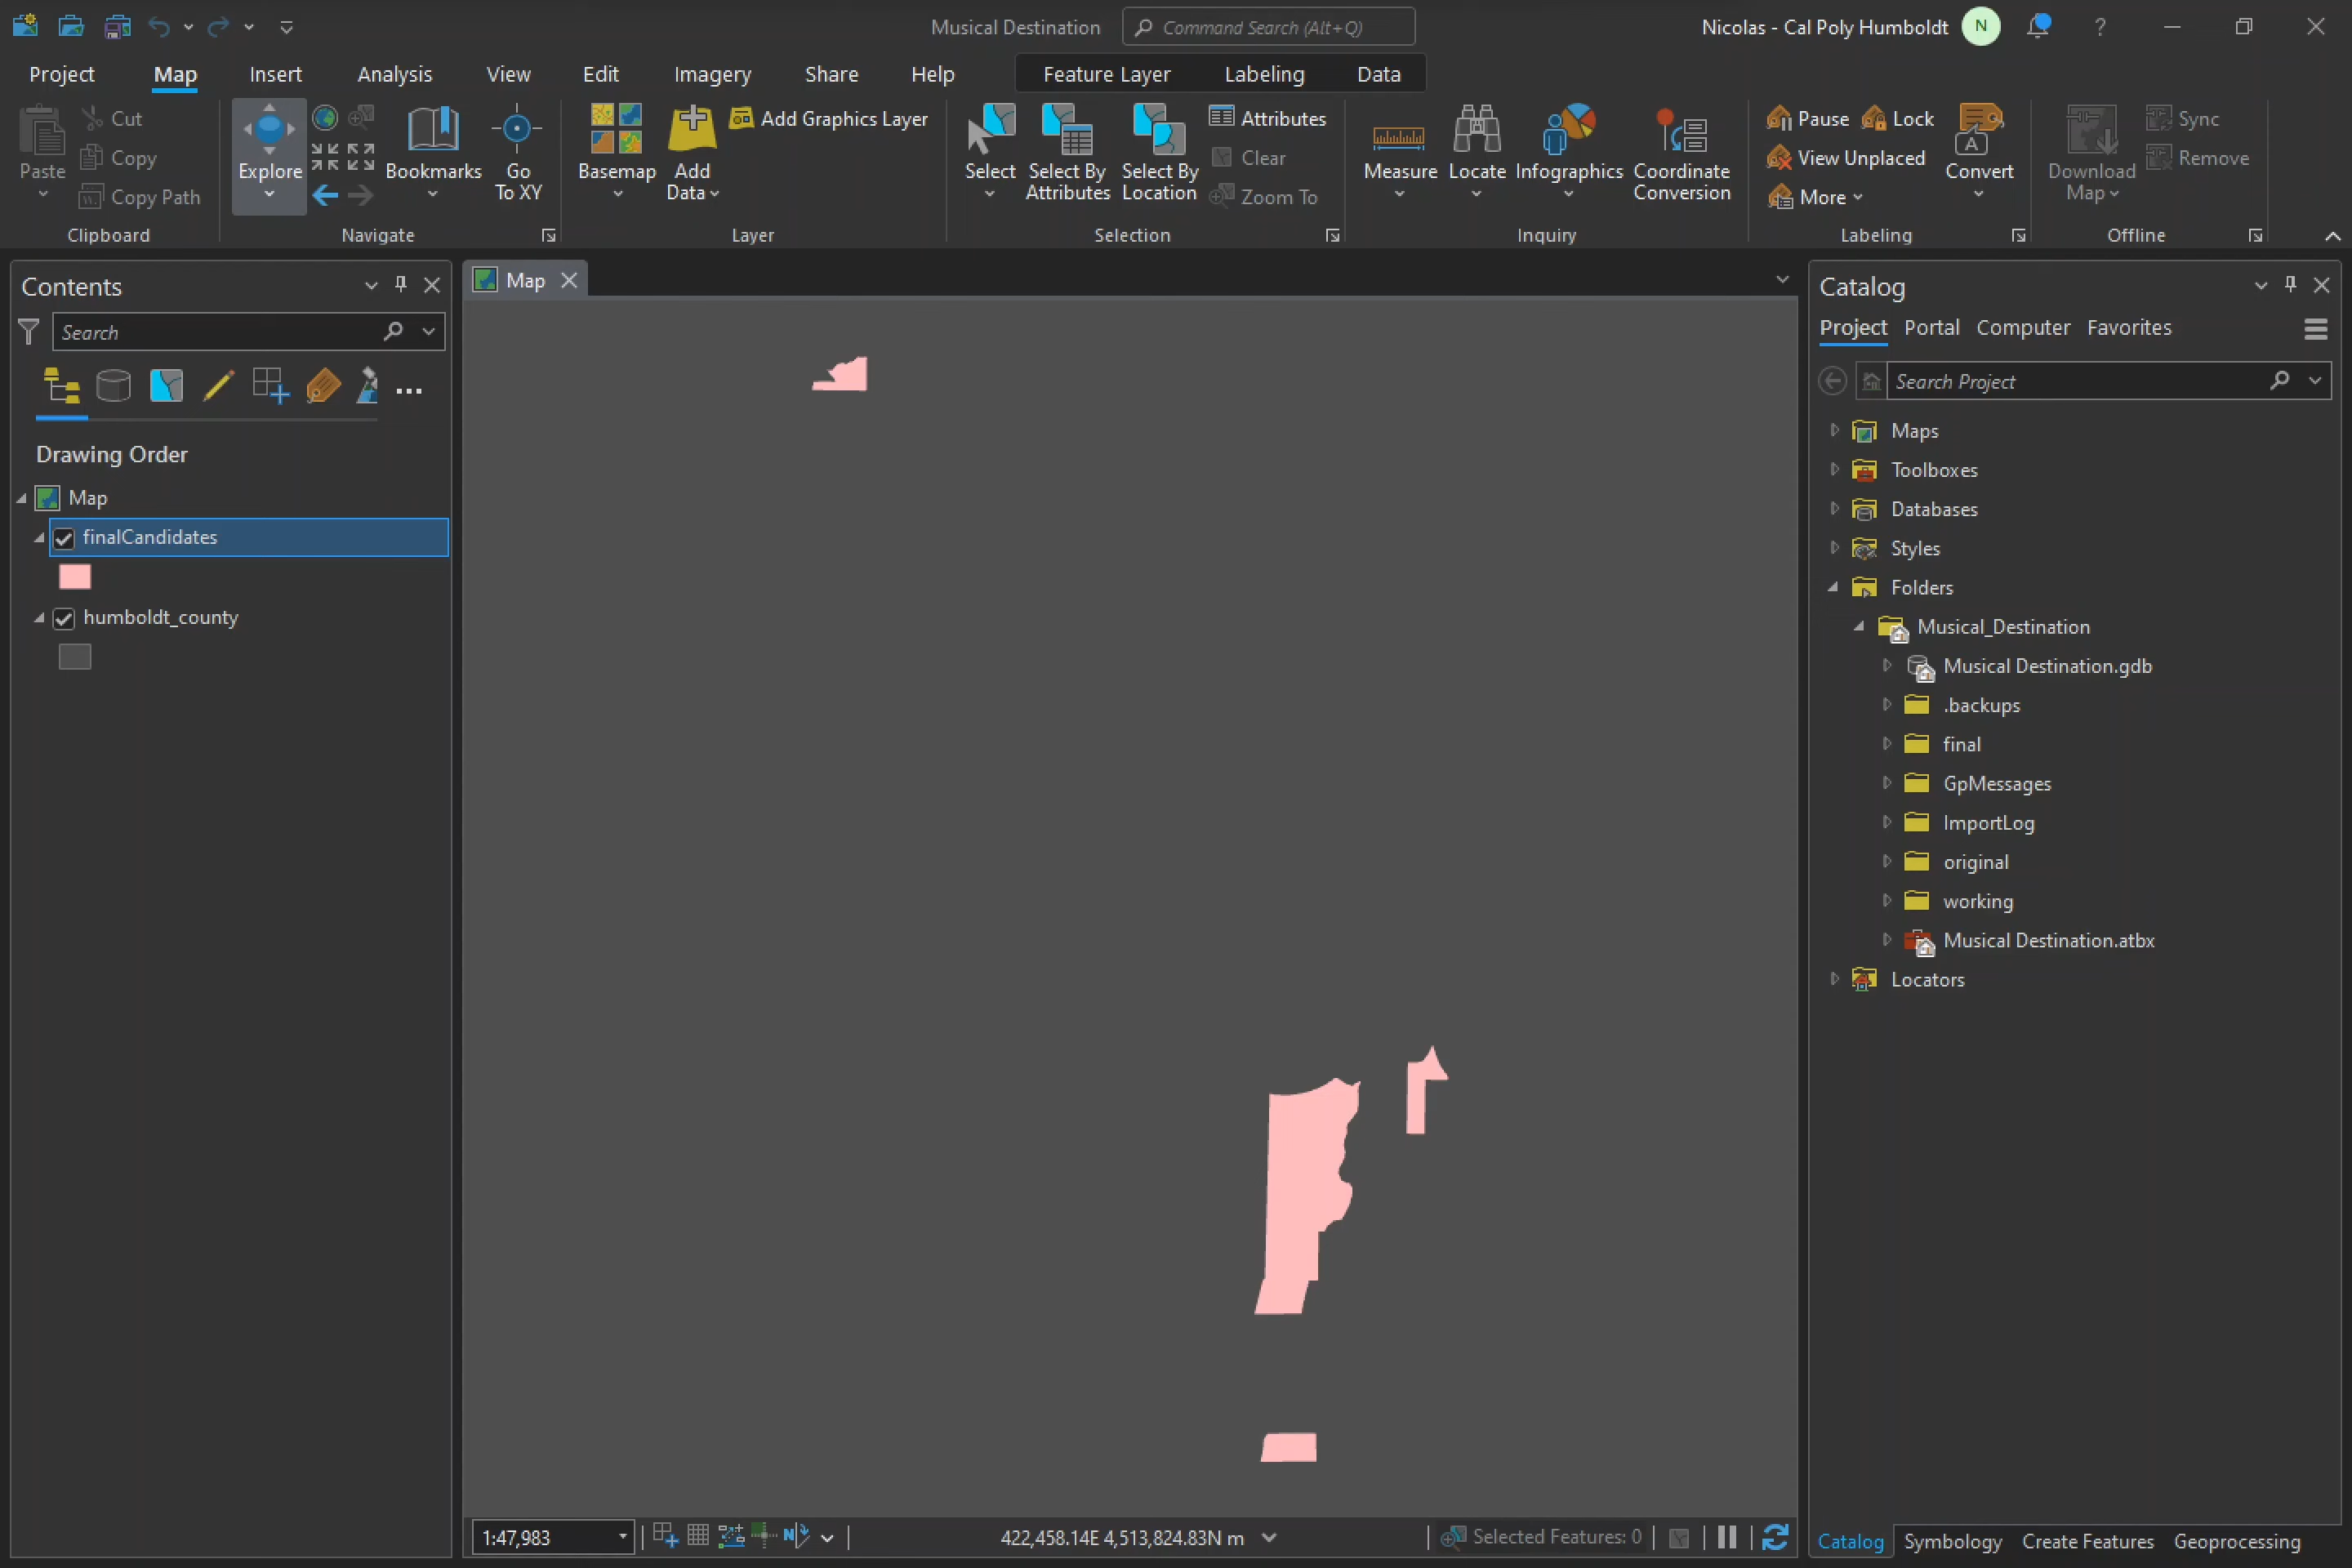 Musical Destination
Command Search (Alt+Q)
Nicolas - Cal Poly Humboldt
N
?
Project Map Insert Analysis View Edit Imagery Share Help Feature Layer Labeling Data
Paste
Cut
Copy
Copy Path
Clipboard
Explore
Bookmarks
Go
To XY
Navigate
Basemap
Add
Data
Add Graphics Layer
Layer
Select
Select By
Attributes
Select By
Location
Attributes
Clear
Zoom To
Selection
Measure
Locate
Infographics
Coordinate
Conversion
Inquiry
Pause
Lock
View Unplaced
More
A
Convert
Labeling
Download
Map
Sync
Remove
Offline
Contents
Search
Drawing Order
Map
finalCandidates
humboldt_county
Map
1:47,983
N
422,458.14E 4,513,824.83N m
Selected Features: 0
Catalog
Project Portal Computer Favorites
Search Project
Maps
Toolboxes
Databases
Styles
Folders
Musical_Destination
Musical Destination.gdb
.backups
final
GpMessages
ImportLog
original
working
Musical Destination.atbx
Locators
Catalog Symbology Create Features Geoprocessing